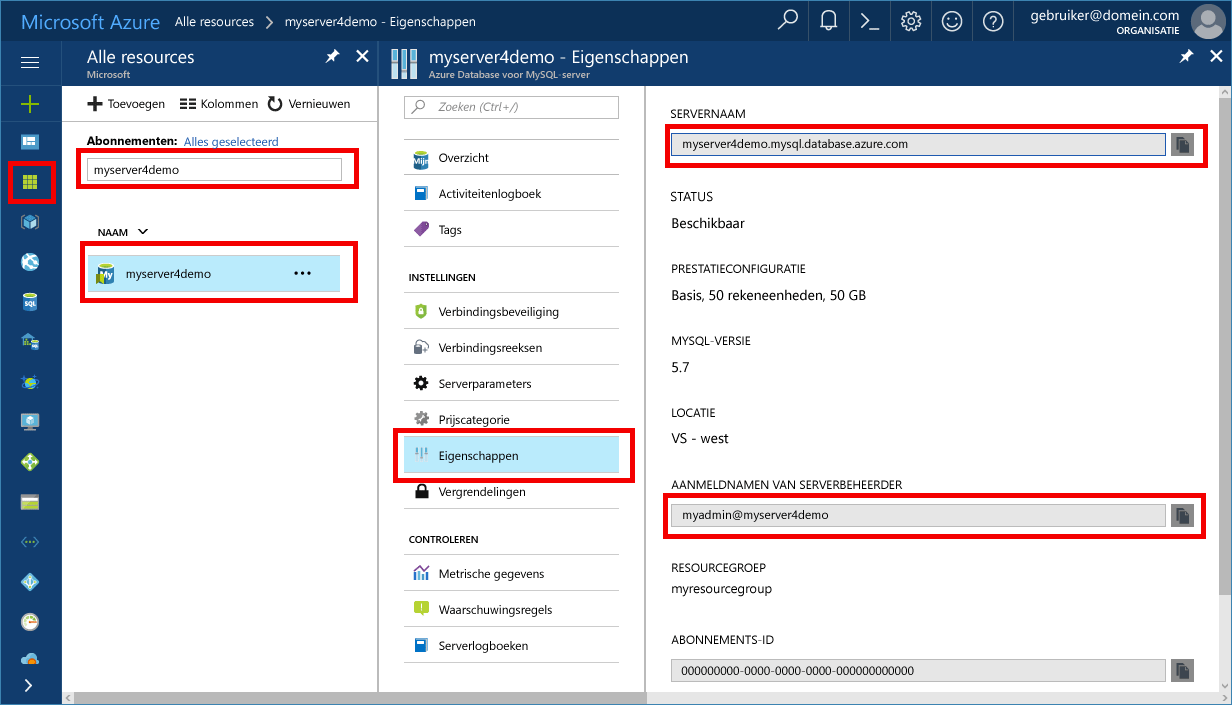 Microsoft Azure Alle resources myserver4demo - Eigenschappen
gebruiker@domein.com
ORGANISATIE
Alle resources
Microsoft
Toevoegen Kolommen Vernieuwen
Abonnementen: Alles geselecteerd
myserver4demo
NAAM
My myserver4demo
SQL
myserver4demo - Eigenschappen
Azure Database voor MySQL-server
Zoeken (Ctrl+/)
Mijn Overzicht
Activiteitenlogboek
Tags
INSTELLINGEN
Verbindingsbeveiliging
Verbindingsreeksen
Serverparameters
Prijscategorie
Eigenschappen
Vergrendelingen
CONTROLEREN
Metrische gegevens
Waarschuwingsregels
Serverlogboeken
SERVERNAAM
myserver4demo.mysql.database.azure.com
STATUS
Beschikbaar
PRESTATIECONFIGURATIE
Basis, 50 rekeneenheden, 50 GB
MYSQL-VERSIE
5.7
LOCATIE
VS - west
AANMELDNAMEN VAN SERVERBEHEERDER
myadmin@myserver4demo
RESOURCEGROEP
myresourcegroup
ABONNEMENTS-ID
000000000-0000-0000-0000-000000000000